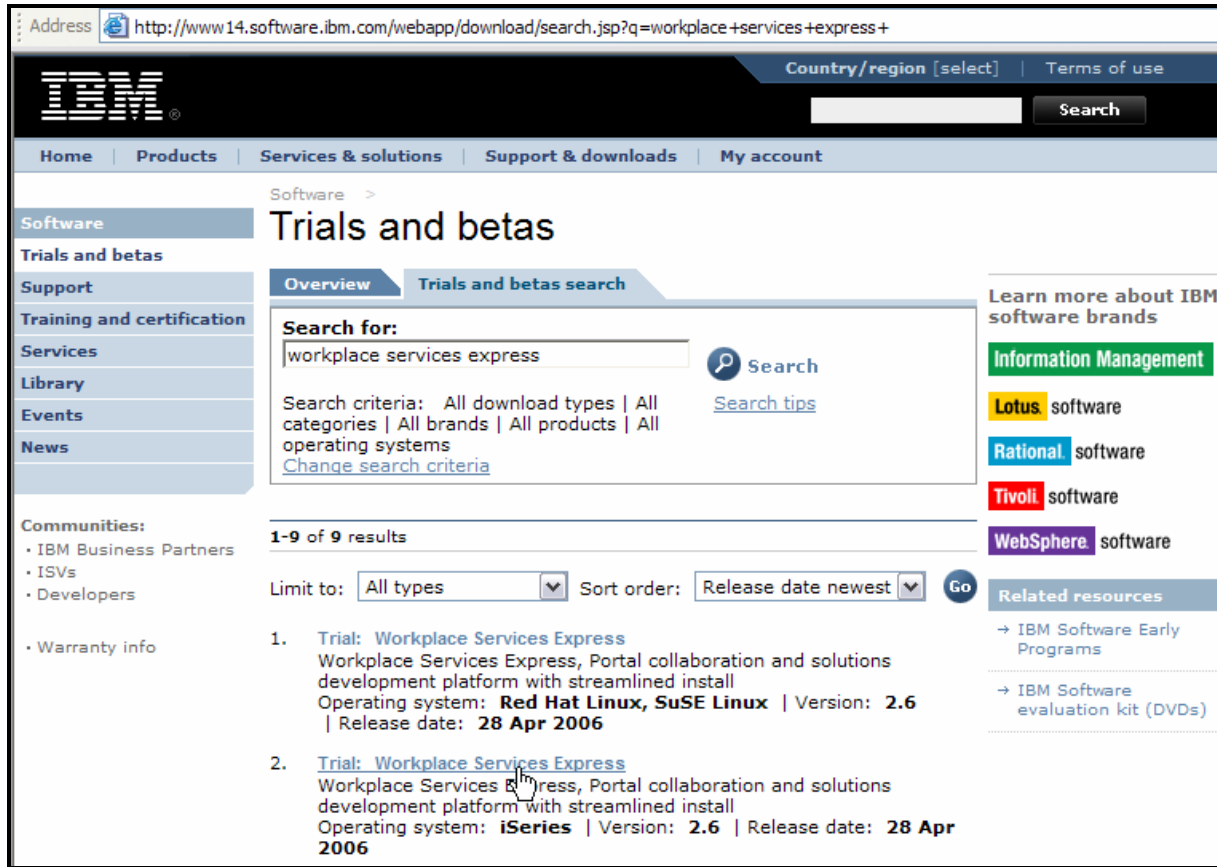 Address http://www14.software.ibm.com/webapp/download/search.jsp?q=workplace+services+express+
Country/region [select] | Terms of use
IBM®
Search
Home | Products | Services & solutions | Support & downloads | My account
Software >
Trials and betas
Software
Trials and betas
Support
Training and certification
Services
Library
Events
News
Communities:
• IBM Business Partners
• ISVs
• Developers
• Warranty info
Overview
Trials and betas search
Search for:
workplace services express
Search
Search criteria: All download types | All
categories | All brands | All products | All
operating systems
Search tips
Change search criteria
1-9 of 9 results
Limit to: All types Sort order: Release date newest Go
1. Trial: Workplace Services Express
Workplace Services Express, Portal collaboration and solutions
development platform with streamlined install
Operating system: Red Hat Linux, SuSE Linux | Version: 2.6
| Release date: 28 Apr 2006
2. Trial: Workplace Services Express
Workplace Services Express, Portal collaboration and solutions
development platform with streamlined install
Operating system: iSeries | Version: 2.6 | Release date: 28 Apr
2006
Learn more about IBM
software brands
Information Management
Lotus. software
Rational. software
Tivoli. software
WebSphere. software
Related resources
→ IBM Software Early
Programs
→ IBM Software
evaluation kit (DVDs)